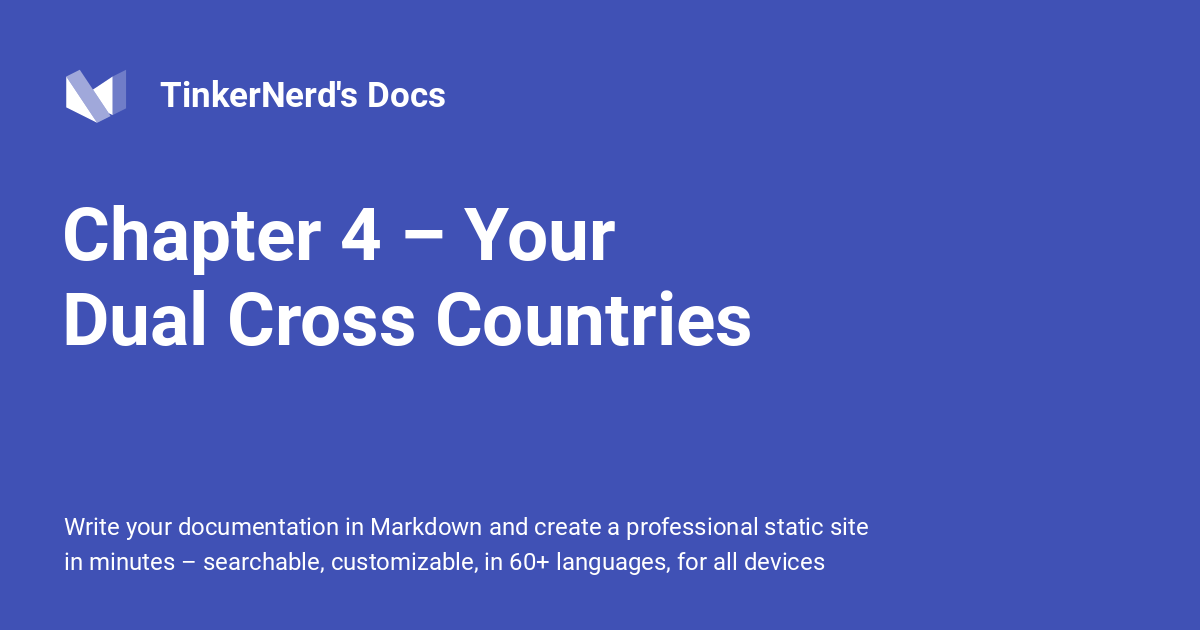 TinkerNerd's Docs
Chapter 4 – Your
Dual Cross Countries
Write your documentation in Markdown and create a professional static site
in minutes – searchable, customizable, in 60+ languages, for all devices